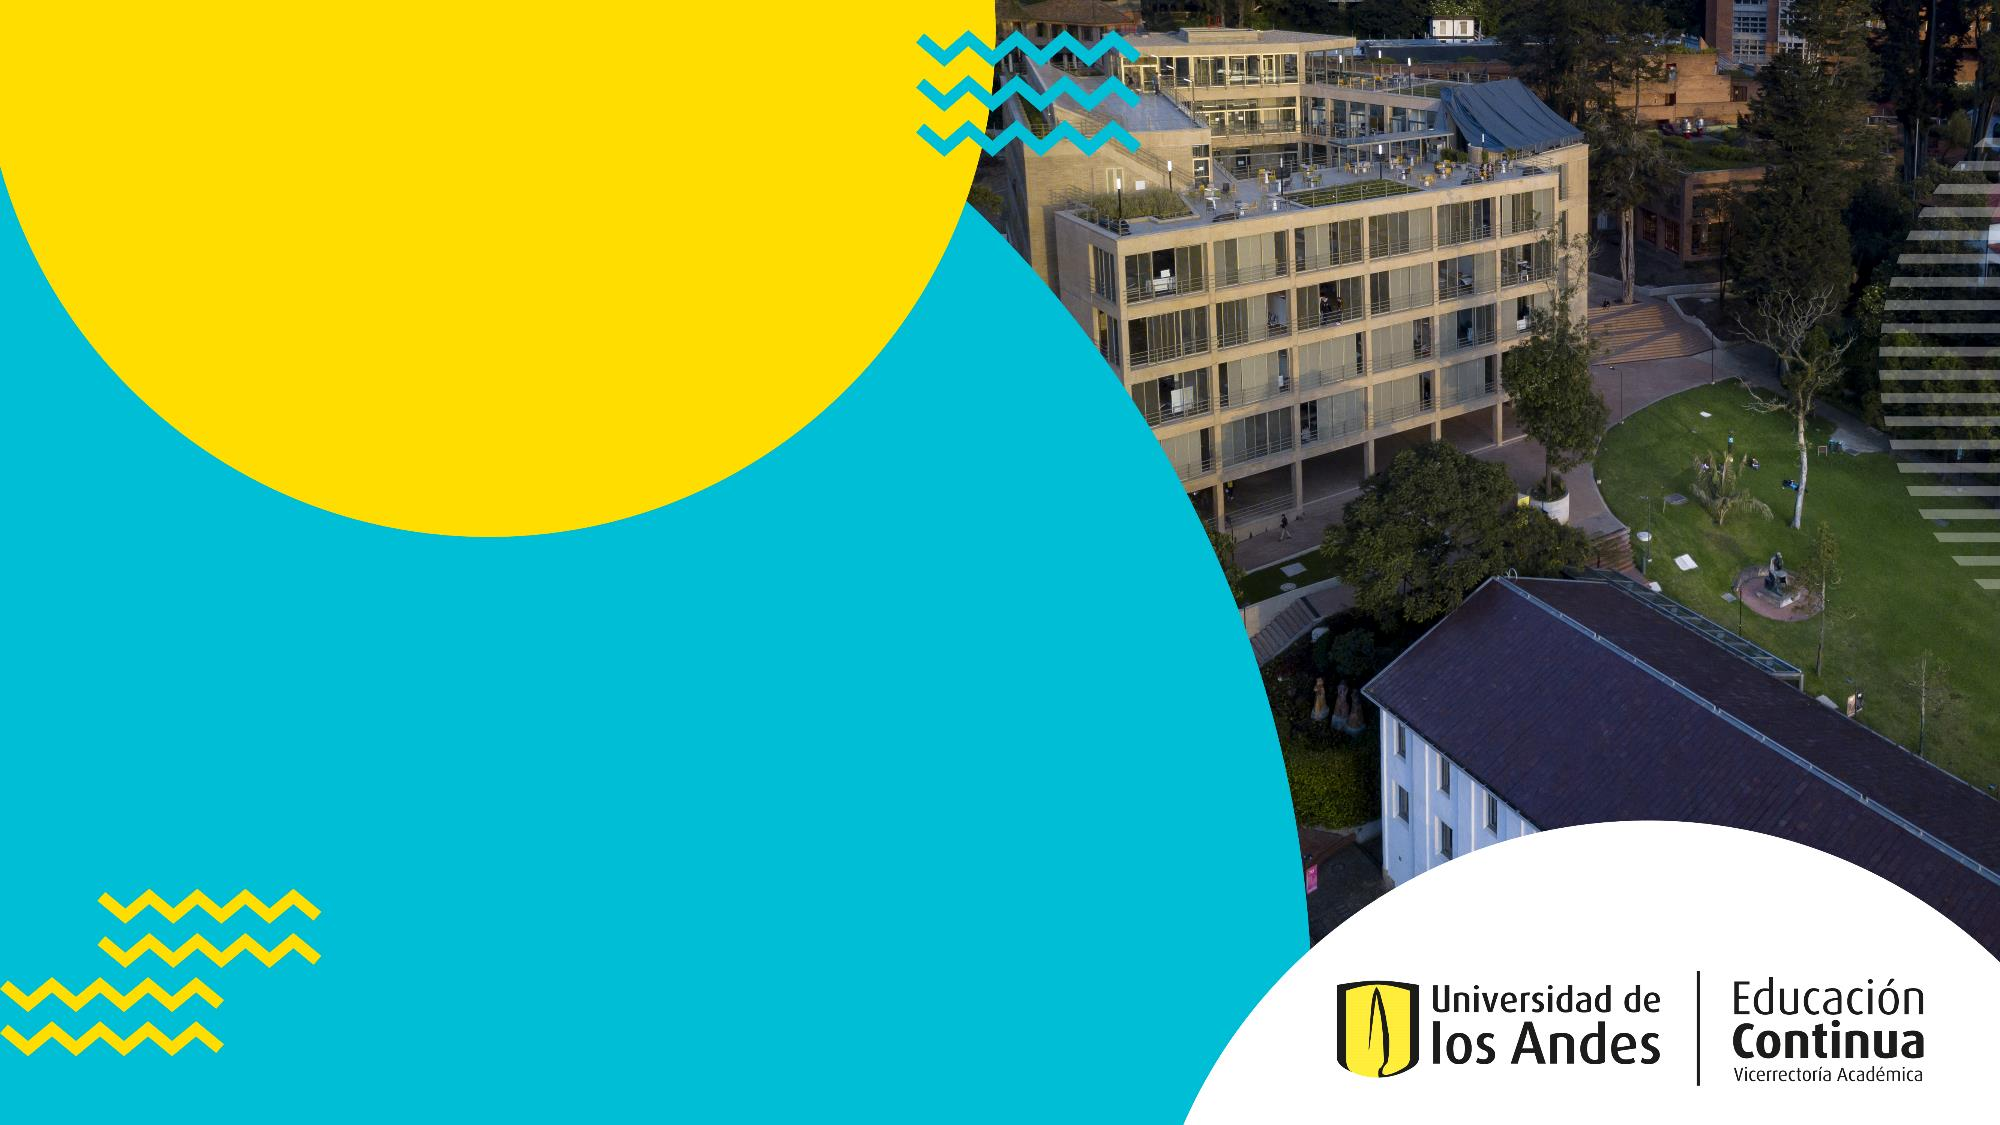 Universidad de
los Andes
Educación
Continua
Vicerrectoría Académica